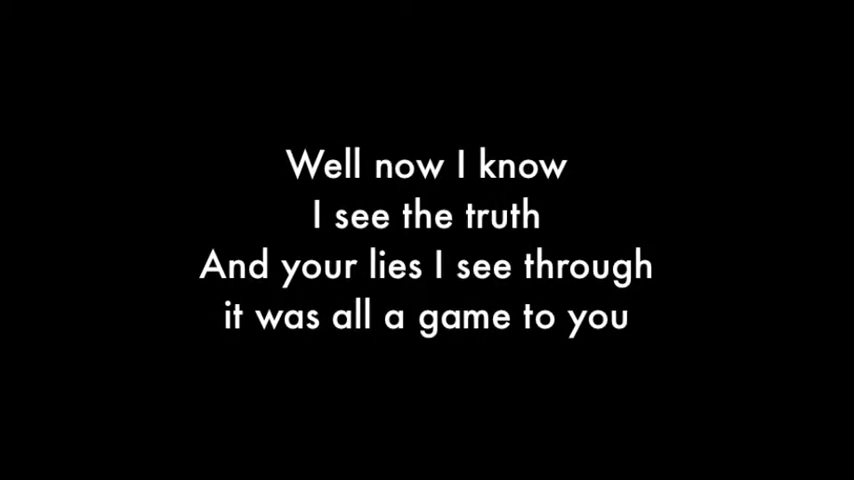 Well now I know
I see the truth
And your lies I see through
it was all a game to you